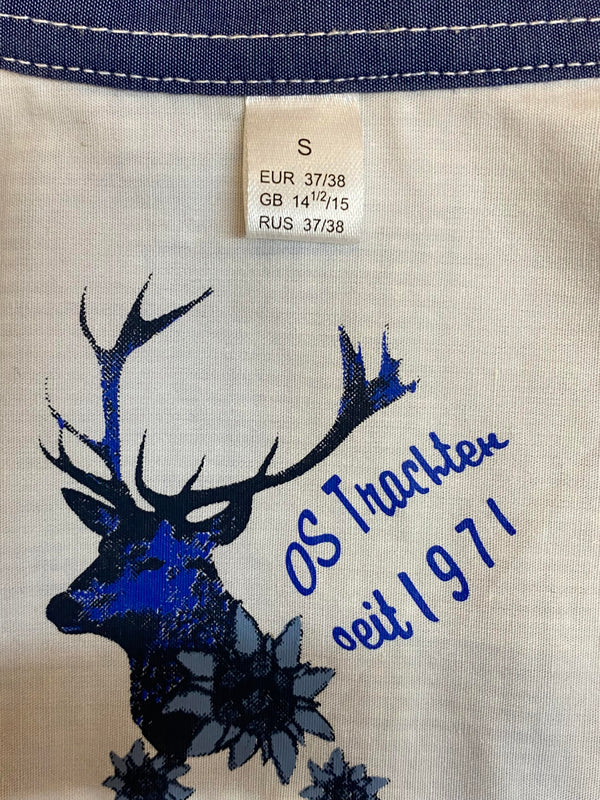 S
EUR 37/38
GB 14 1/2/15
RUS 37/38
OS Trachten
seit 1971